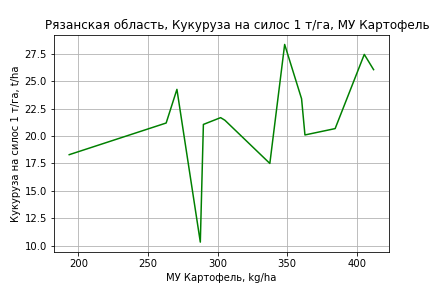 Рязанская область, Кукуруза на силос 1 т/га, МУ Картофель
Кукуруза на силос 1 т/га, t/ha
27.5
25.0
22.5
20.0
17.5
15.0
12.5
10.0
200 250 300 350 400
МУ Картофель, kg/ha